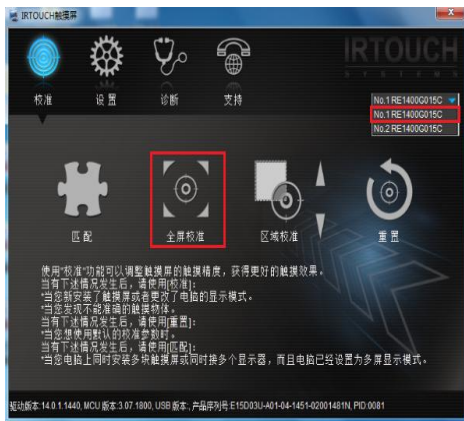 IRTOUCH触摸屏
IRTOUCH
SYSTEMS
校准 设置 诊断 支持
No.1 RE1400G015C
No.1 RE1400G015C
No.2 RE1400G015C
匹配 全屏校准 区域校准 重置
使用"校准"功能可以调整触摸屏的触摸精度，获得更好的触摸效果。
当有下述情况发生后，请使用[校准]：
*当您新安装了触摸屏或者更改了电脑的显示模式。
*当您发现不能准确的触摸物体。
当有下述情况发生后，请使用[重置]：
*当您想使用默认的校准参数时。
当有下述情况发生后，请使用[匹配]：
*当您电脑上同时安装多块触摸屏或同时接多个显示器，而且电脑已经设置为多屏显示模式。
驱动版本:14.0.1.1440, MCU 版本:3.07.1800, USB 版本:, 产品序列号:E15D03U-A01-04-1451-02001481N, PID:0081